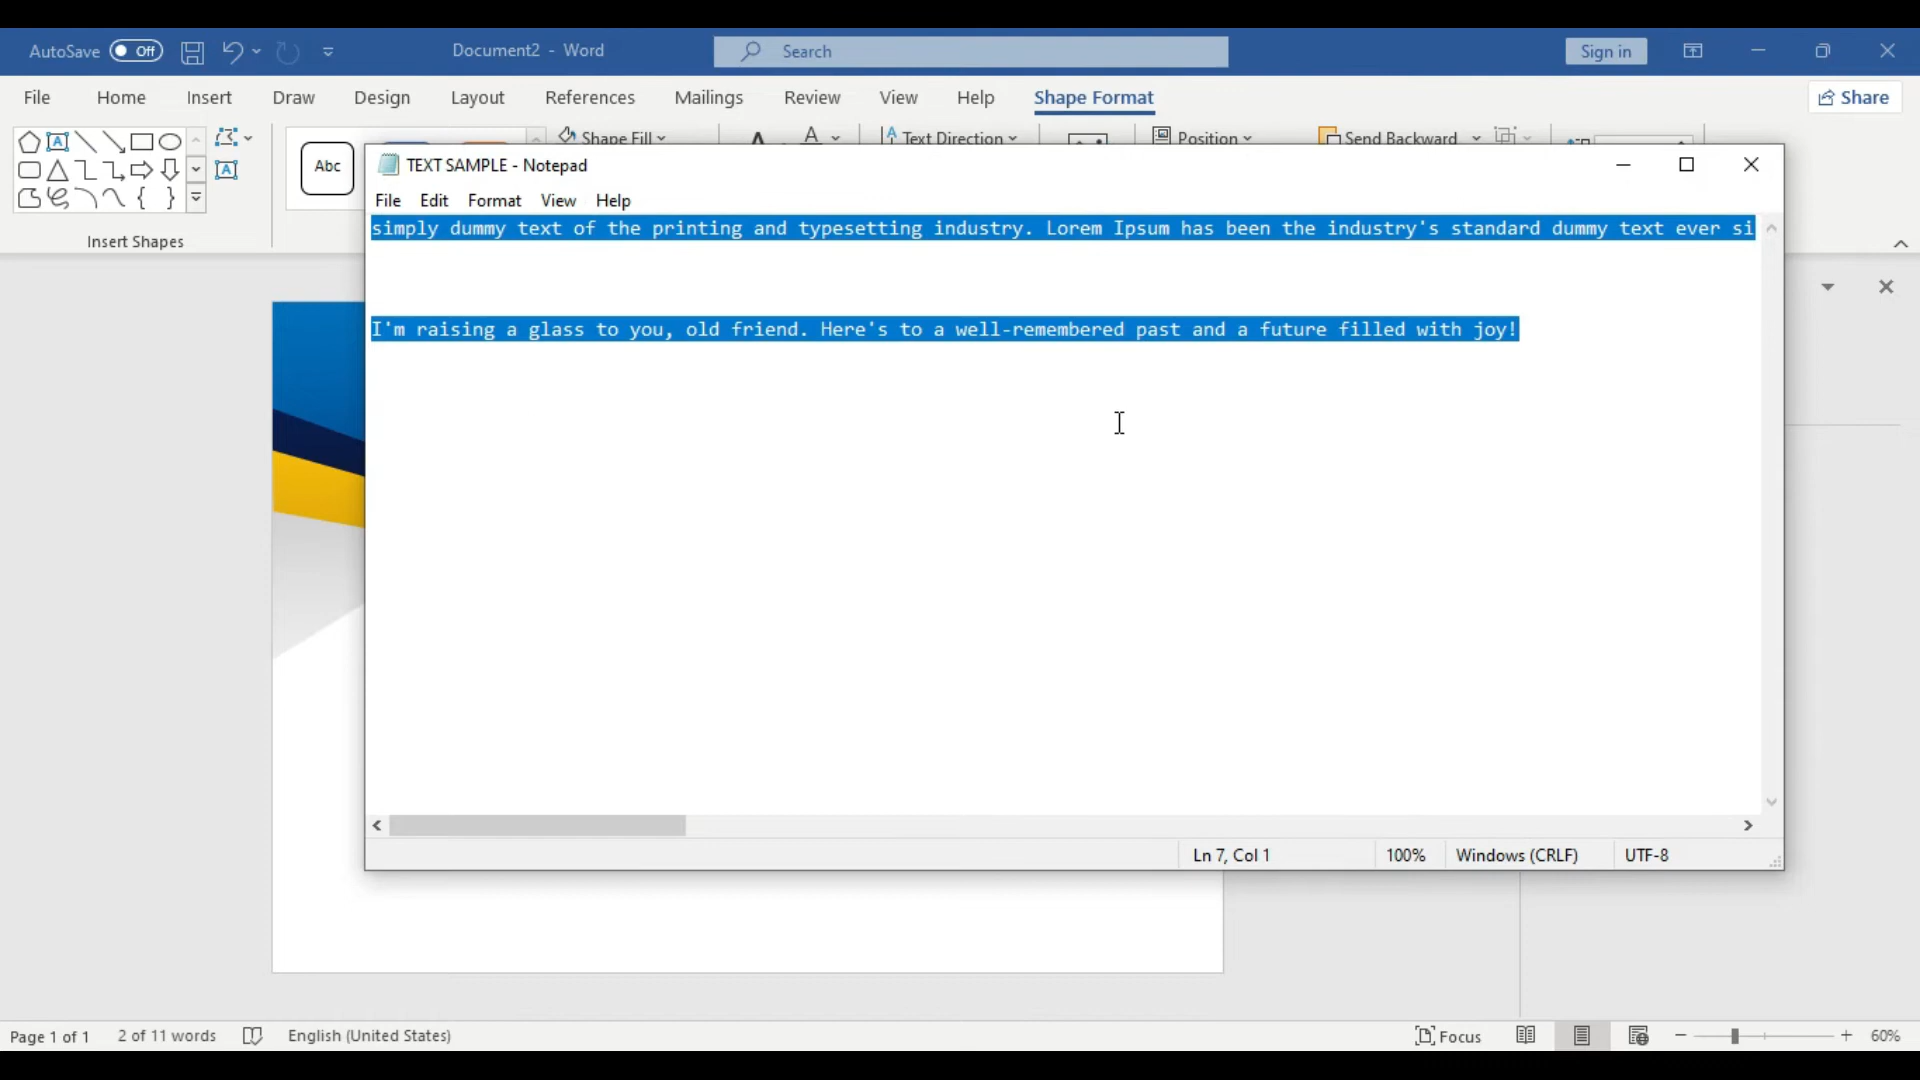 AutoSave Off Document2 - Word Search Sign in
File Home Insert Draw Design Layout References Mailings Review View Help Shape Format Share
Abc Shape Fill A A Text Direction Position Send Backward
Insert Shapes
TEXT SAMPLE - Notepad
File Edit Format View Help
simply dummy text of the printing and typesetting industry. Lorem Ipsum has been the industry's standard dummy text ever si
I'm raising a glass to you, old friend. Here's to a well-remembered past and a future filled with joy!
Ln 7, Col 1 100% Windows (CRLF) UTF-8
Page 1 of 1 2 of 11 words English (United States) Focus 60%